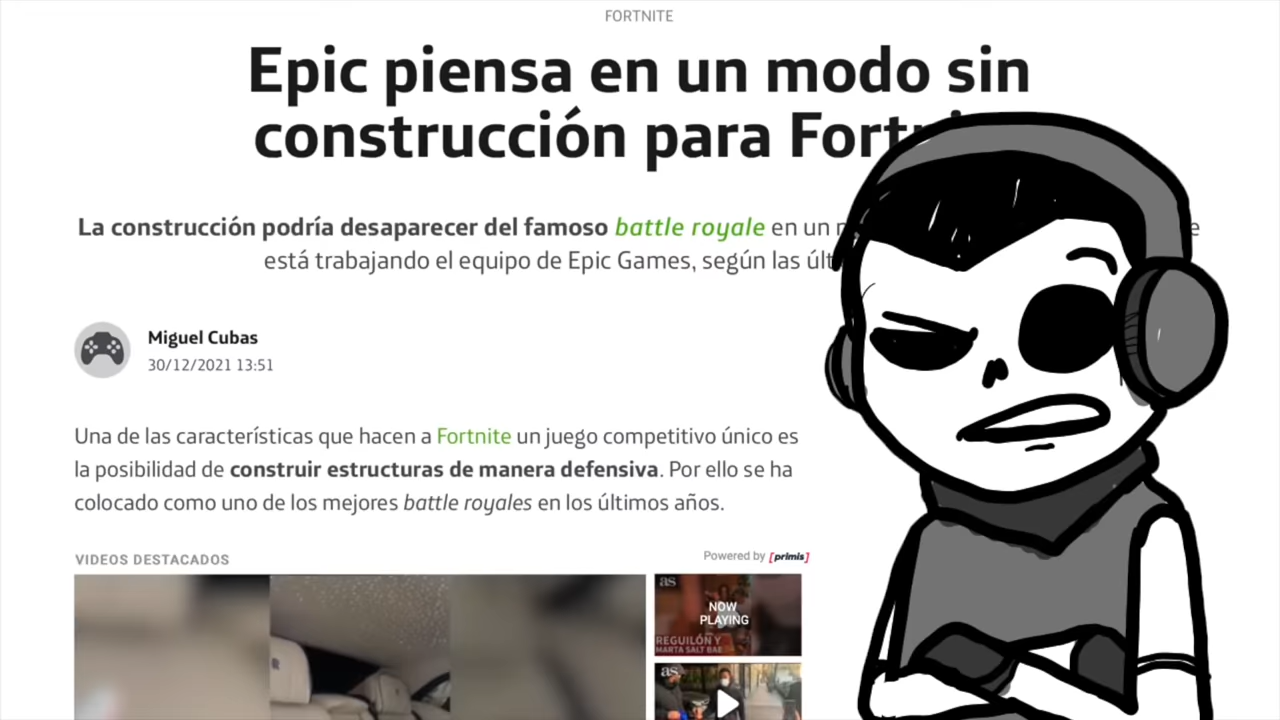 FORTNITE
Epic piensa en un modo sin
construcción para
La construcción podría desaparecer del famoso battle royale en un
está trabajando el equipo de Epic Games, según las
Miguel Cubas
30/12/2021 13:51
Una de las características que hacen a Fortnite un juego competitivo único es
la posibilidad de construir estructuras de manera defensiva. Por ello se ha
colocado como uno de los mejores battle royales en los últimos años.
VIDEOS DESTACADOS
Powered by [primis]
as
NOW
PLAYING
REGUILÓN Y
MARTA SALT BAE
as